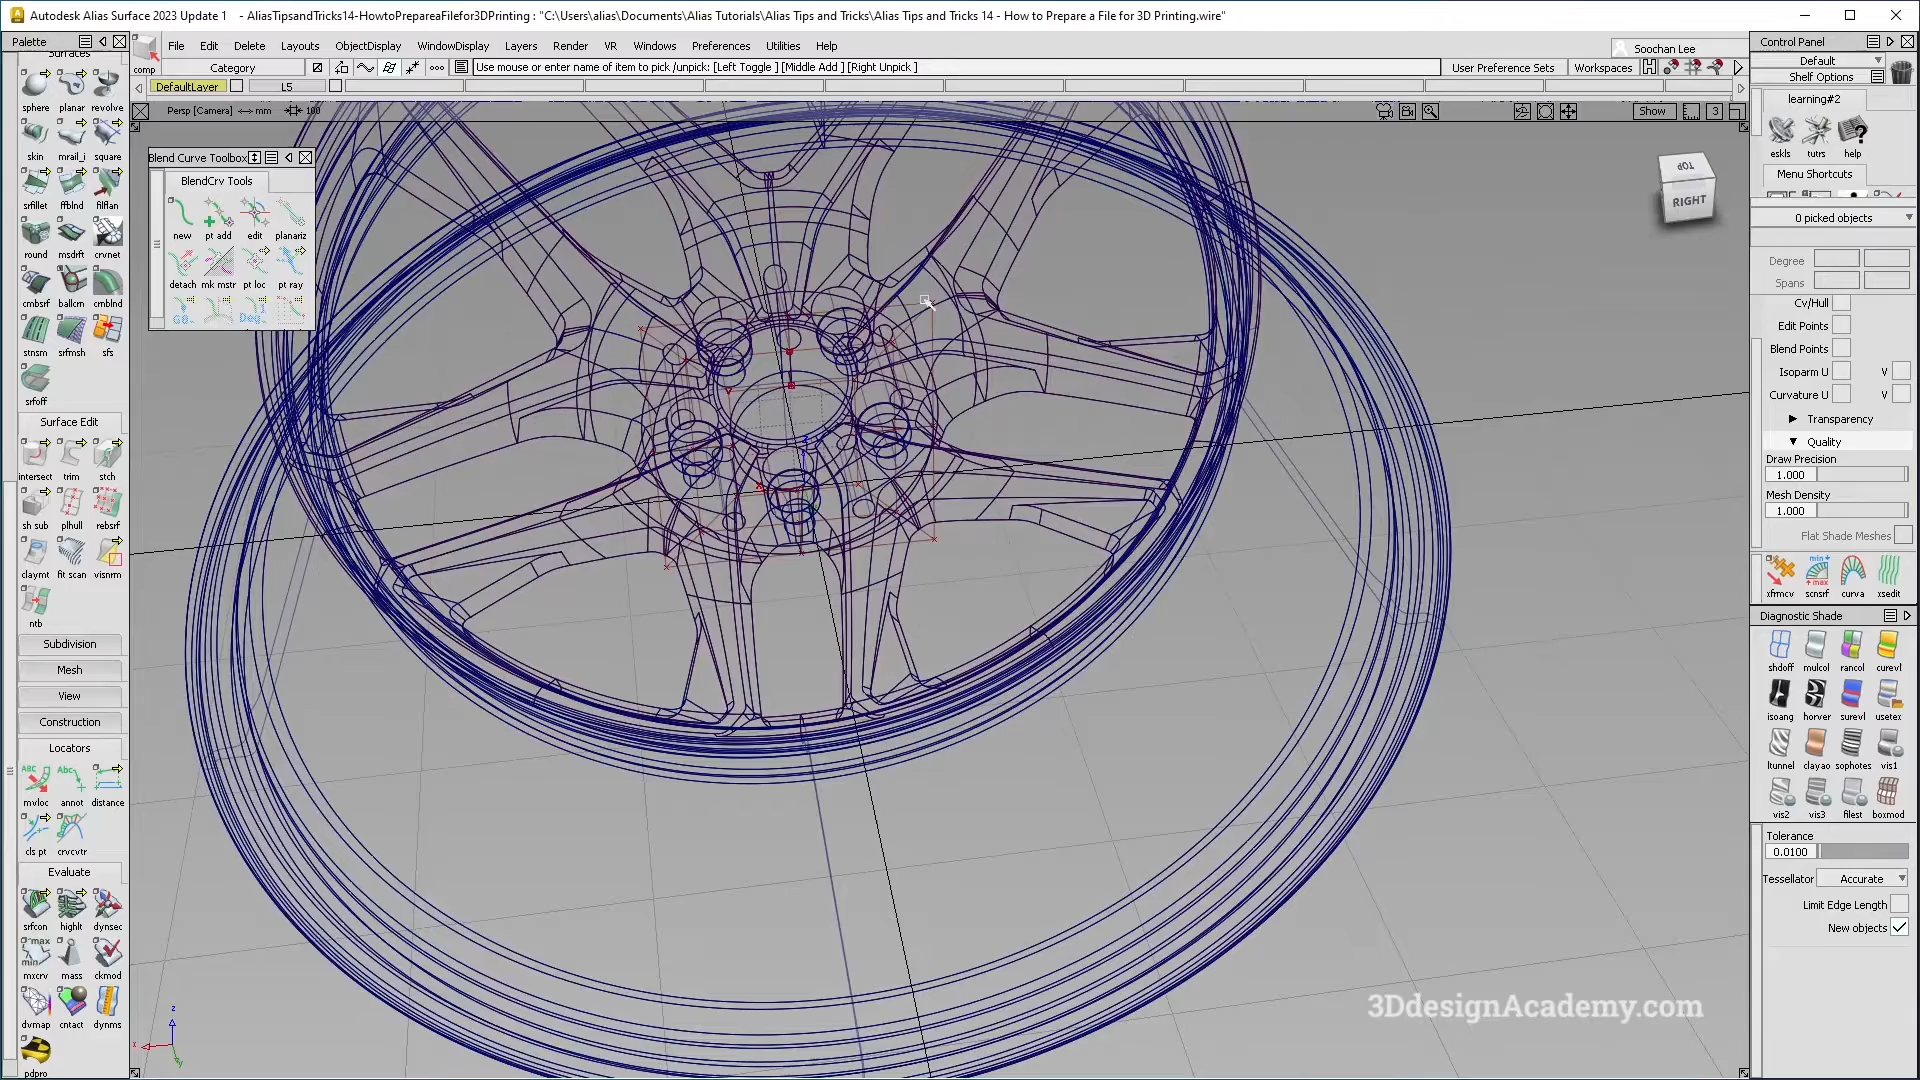 Autodesk Alias Surface 2023 Update 1 - AliasTipsandTricks14-HowtoPrepareaFilefor3DPrinting : "C:\Users\alias\Documents\Alias Tutorials\Alias Tips and Tricks\Alias Tips and Tricks 14 - How to Prepare a File for 3D Printing.wire"
Palette
File Edit Delete Layouts ObjectDisplay WindowDisplay Layers Render VR Windows Preferences Utilities Help
Soochan Lee
comp
Category
Use mouse or enter name of item to pick /unpick: [Left Toggle ] [Middle Add ] [Right Unpick ]
User Preference Sets
Workspaces
DefaultLayer
L5
Persp [Camera]
mm
100
Show
3
Surfaces
sphere planar revolve
skin mrail_i square
srfillet ffblnd filflan
round msdrft crvnet
cmbsrf ballcrn cnblnd
stnsm srfmsh sfs
srfoff
Surface Edit
intersect trim stch
sh sub plhull rebsrf
claymt fit scan visnrm
ntb
Subdivision
Mesh
View
Construction
Locators
mvloc annot distance
cls pt crvcvtr
Evaluate
srfcon highlt dynsec
mxcrv mass ckmod
dvmap cntact dynms
pdpro
Blend Curve Toolbox
BlendCrv Tools
new pt add edit planariz
detach mk mstr pt loc pt ray
TOP
RIGHT
z
x
y
3DdesignAcademy.com
Control Panel
Default
Shelf Options
learning#2
eskls tutrs help
Menu Shortcuts
0 picked objects
Degree
Spans
Cv/Hull
Edit Points
Blend Points
Isoparm U V
Curvature U V
Transparency
Quality
Draw Precision
1.000
Mesh Density
1.000
Flat Shade Meshes
xfrmcv scnsrf curva xsedit
Diagnostic Shade
shdoff mulcol rancol curevl
isoang horver surevl usetex
ltunnel clayao sophotes vis1
vis2 vis3 filest boxmod
Tolerance
0.0100
Tessellator Accurate
Limit Edge Length
New objects